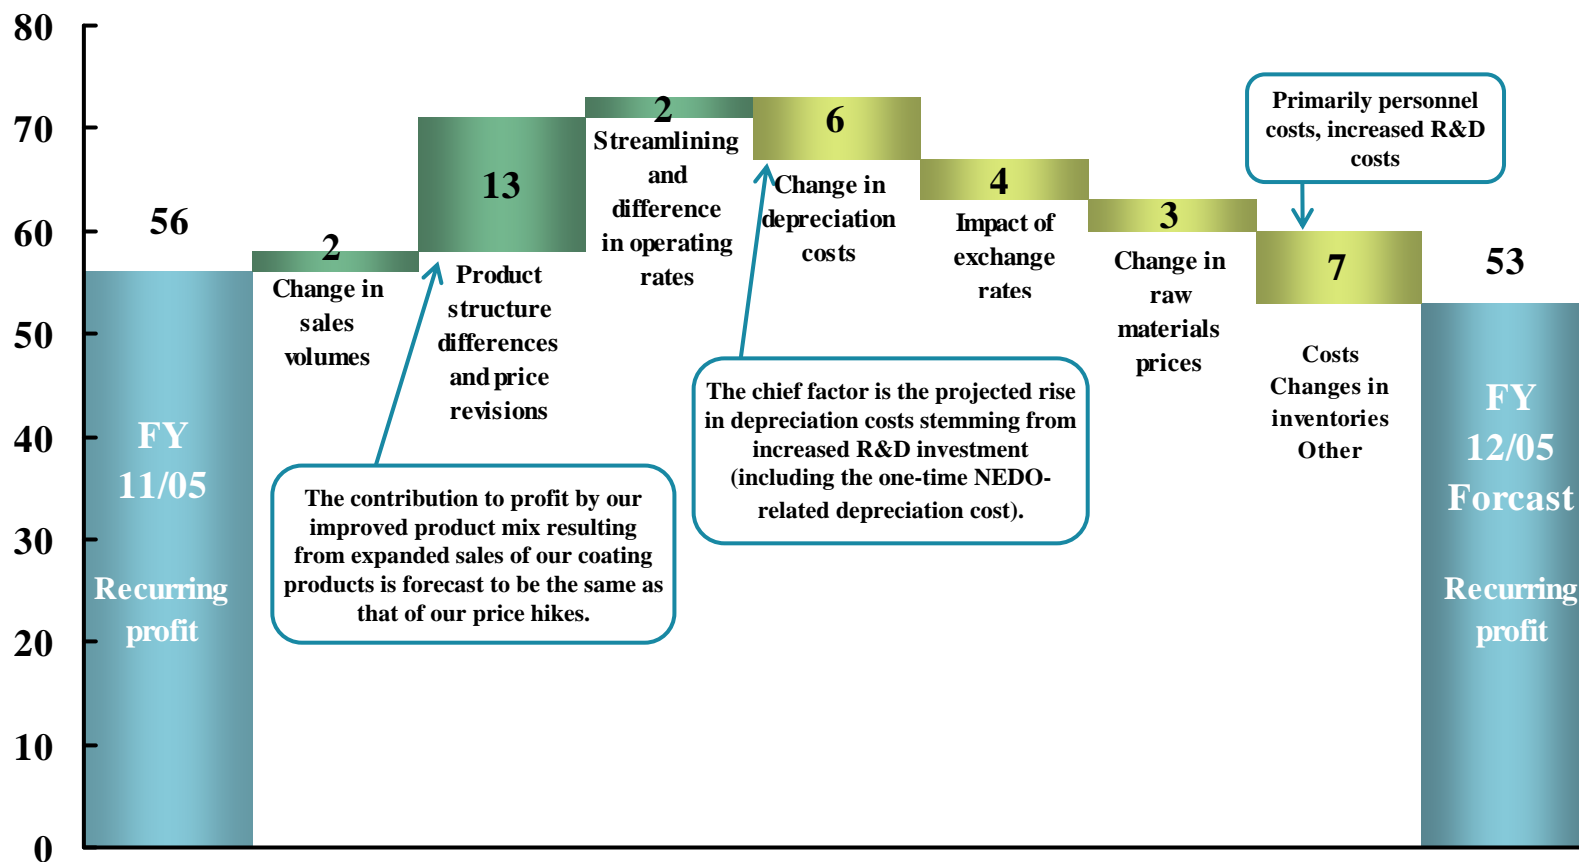 80
70
60
50
40
30
20
10
0
56
FY
11/05
Recurring
profit
2
Change in
sales
volumes
13
Product
structure
differences
and price
revisions
2
Streamlining
and
difference
in operating
rates
6
Change in
depreciation
costs
4
Impact of
exchange
rates
3
Change in
raw
materials
prices
7
Costs
Changes in
inventories
Other
53
FY
12/05
Forcast
Recurring
profit
Primarily personnel
costs, increased R&D
costs
The contribution to profit by our
improved product mix resulting
from expanded sales of our coating
products is forecast to be the same as
that of our price hikes.
The chief factor is the projected rise
in depreciation costs stemming from
increased R&D investment
(including the one-time NEDO-
related depreciation cost).